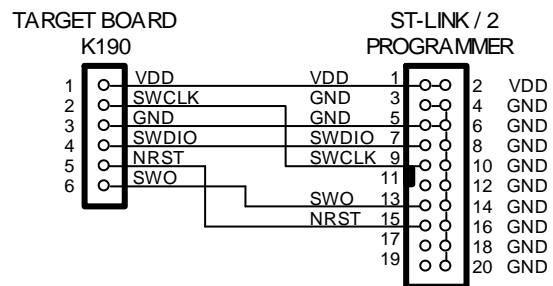 TARGET BOARD ST-LINK / 2
K190 PROGRAMMER
1 VDD VDD 1 2 VDD
2 SWCLK GND 3 4 GND
3 GND GND 5 6 GND
4 SWDIO SWDIO 7 8 GND
5 NRST SWCLK 9 10 GND
6 SWO 11 12 GND
SWO 13 14 GND
NRST 15 16 GND
17 18 GND
19 20 GND